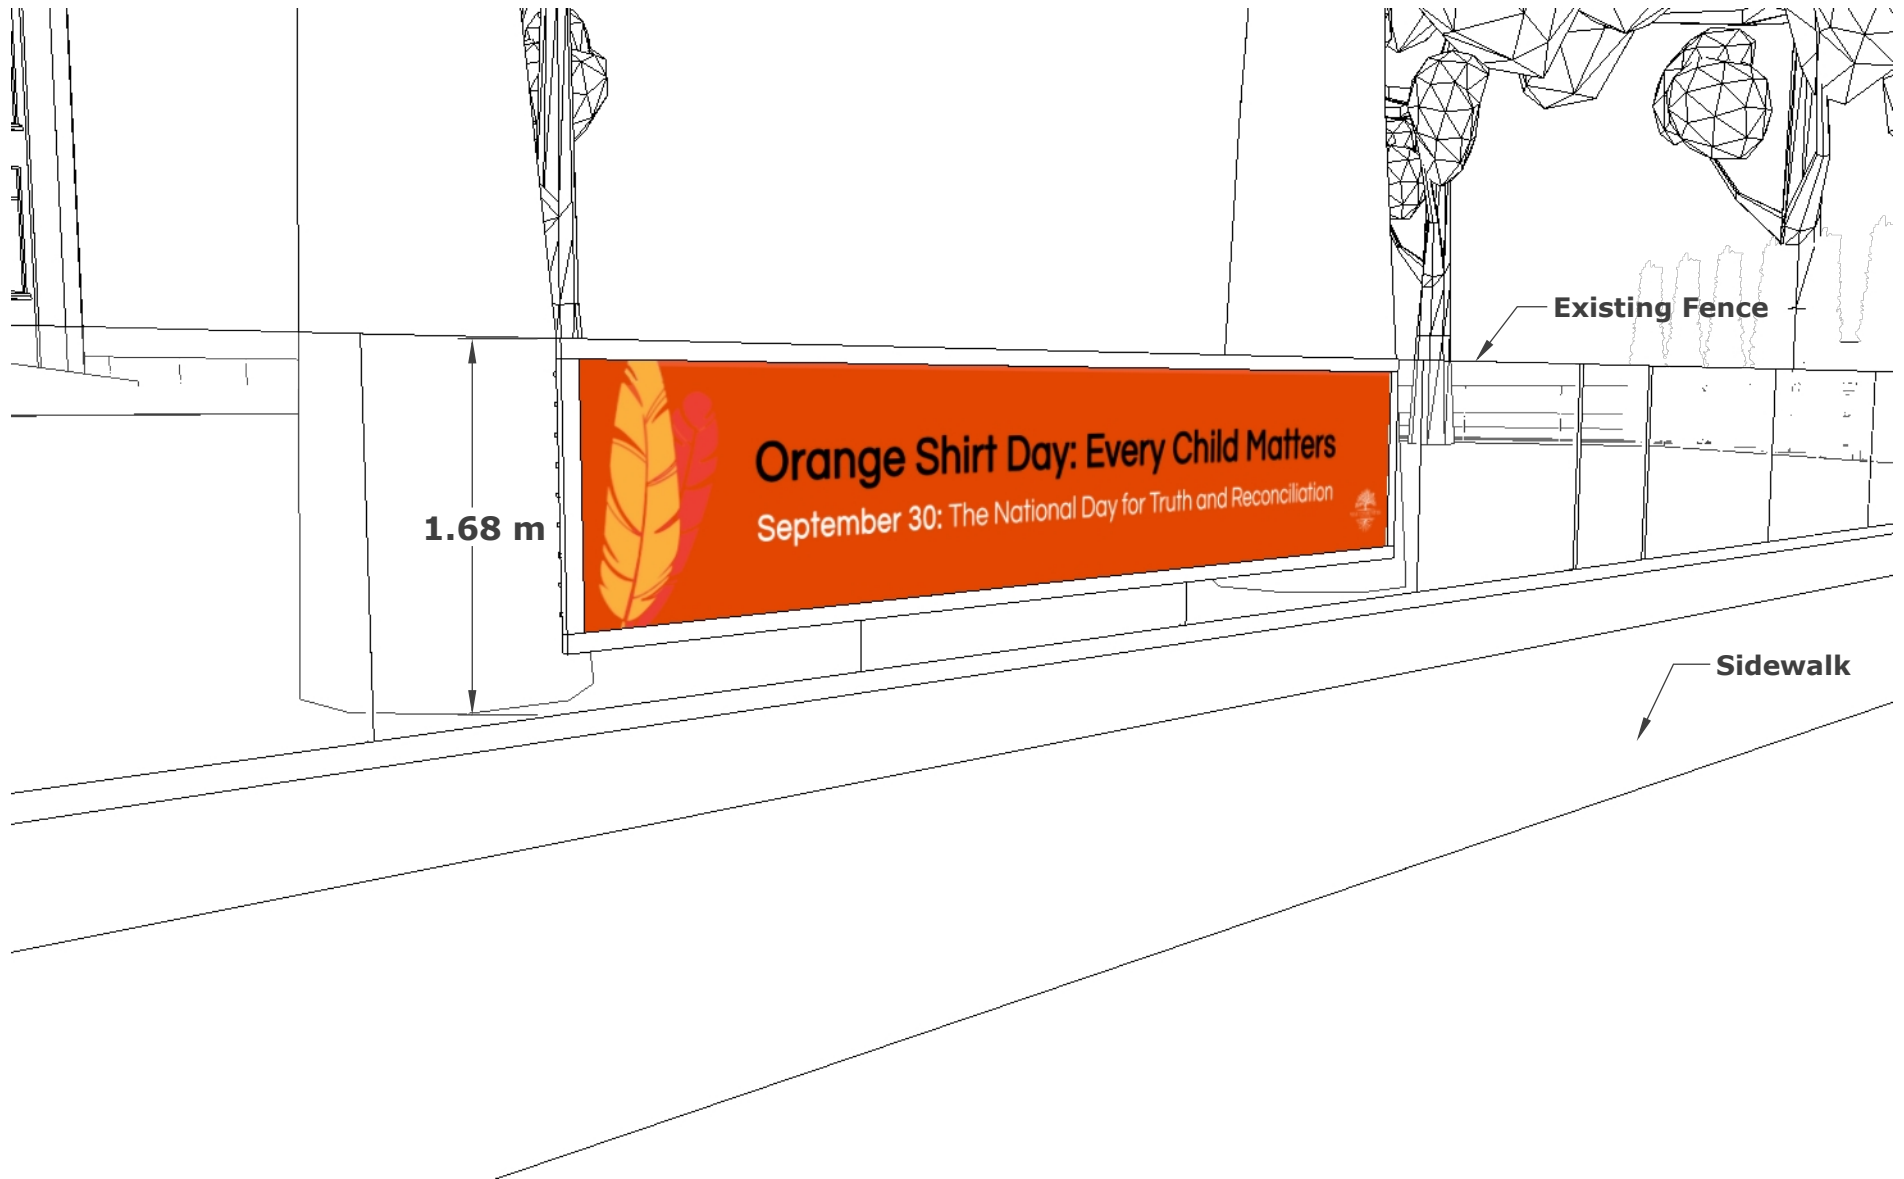 Existing Fence
Orange Shirt Day: Every Child Matters
September 30: The National Day for Truth and Reconciliation
1.68 m
Sidewalk